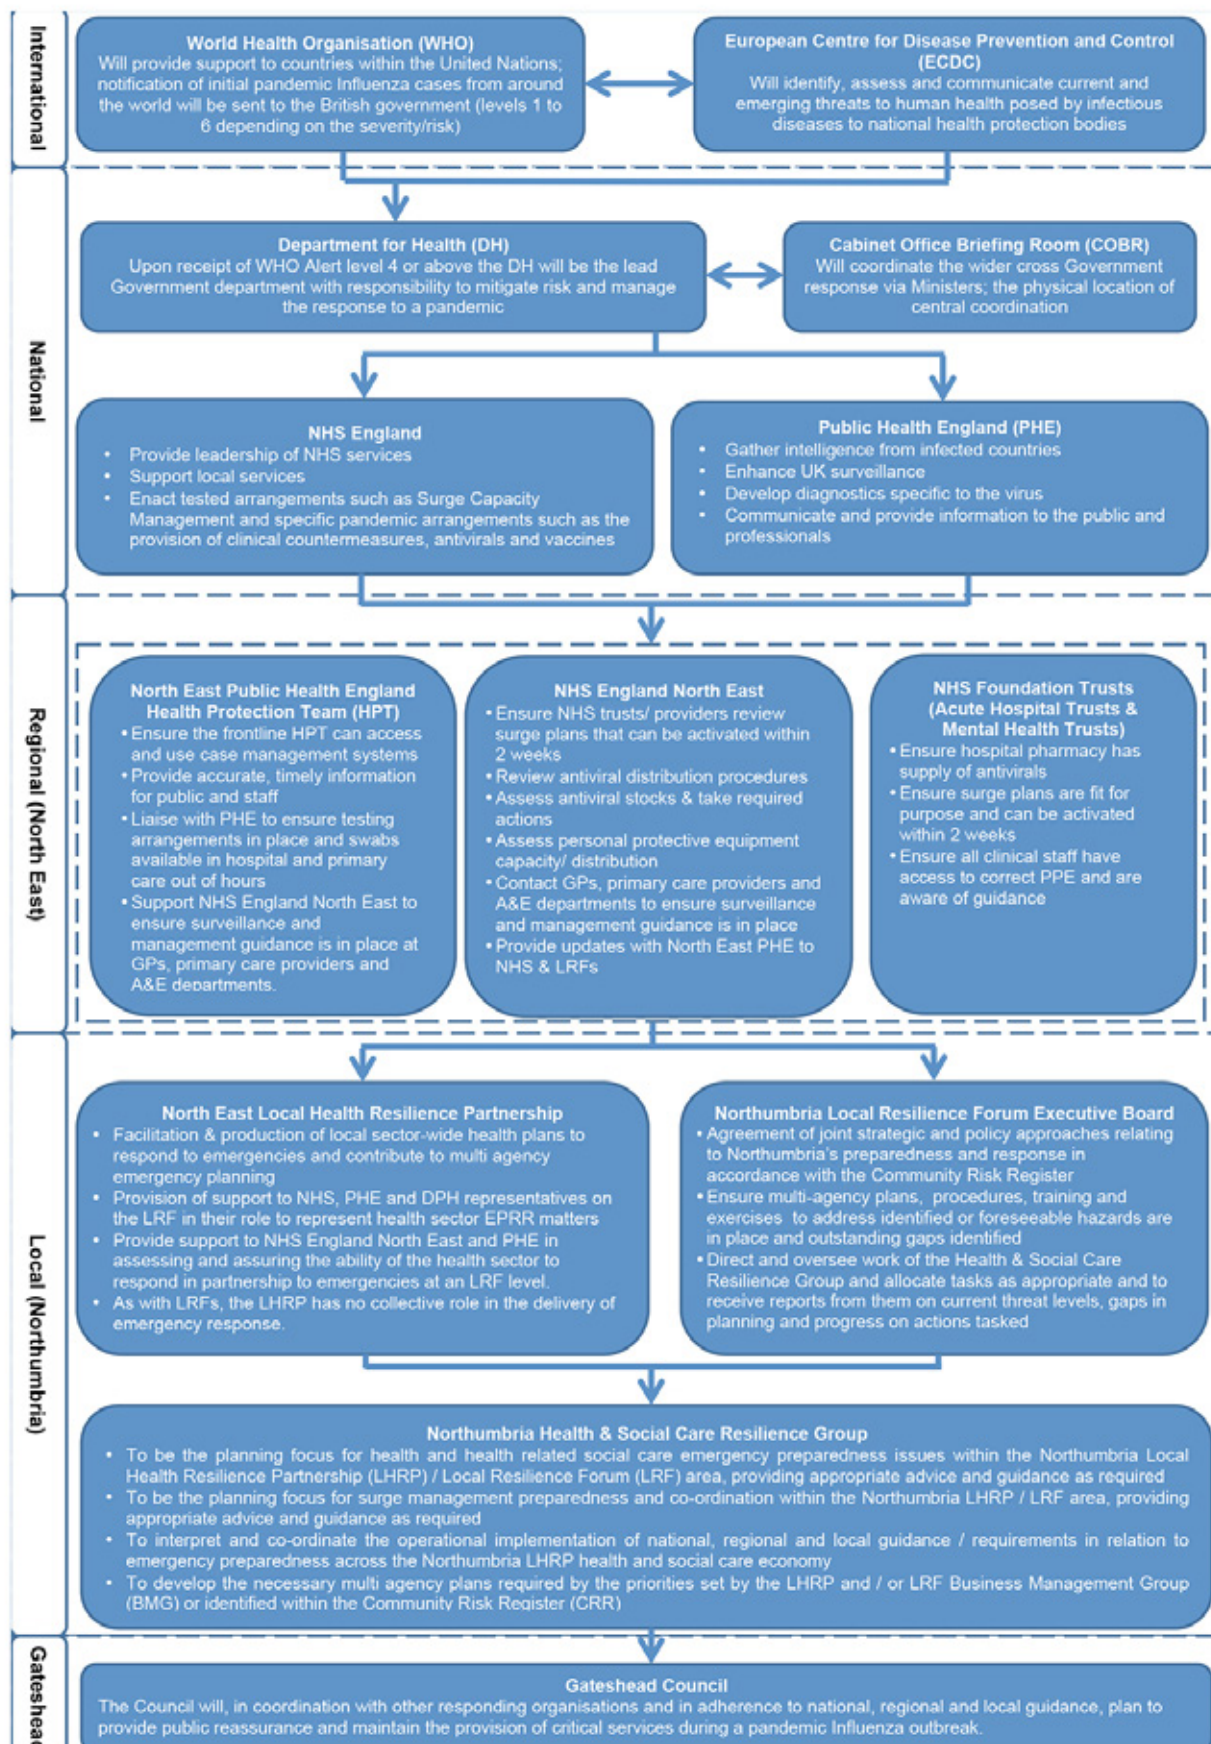 International
World Health Organisation (WHO)
Will provide support to countries within the United Nations;
notification of initial pandemic Influenza cases from around
the world will be sent to the British government (levels 1 to
6 depending on the severity/risk)
European Centre for Disease Prevention and Control
(ECDC)
Will identify, assess and communicate current and
emerging threats to human health posed by infectious
diseases to national health protection bodies
National
Department for Health (DH)
Upon receipt of WHO Alert level 4 or above the DH will be the lead
Government department with responsibility to mitigate risk and manage
the response to a pandemic
Cabinet Office Briefing Room (COBR)
Will coordinate the wider cross Government
response via Ministers; the physical location of
central coordination
NHS England
• Provide leadership of NHS services
• Support local services
• Enact tested arrangements such as Surge Capacity
Management and specific pandemic arrangements such as the
provision of clinical countermeasures, antivirals and vaccines
Public Health England (PHE)
• Gather intelligence from infected countries
• Enhance UK surveillance
• Develop diagnostics specific to the virus
• Communicate and provide information to the public and
professionals
Regional (North East)
North East Public Health England
Health Protection Team (HPT)
• Ensure the frontline HPT can access
and use case management systems
• Provide accurate, timely information
for public and staff
• Liaise with PHE to ensure testing
arrangements in place and swabs
available in hospital and primary
care out of hours
• Support NHS England North East to
ensure surveillance and
management guidance is in place at
GPs, primary care providers and
A&E departments.
NHS England North East
• Ensure NHS trusts/ providers review
surge plans that can be activated within
2 weeks
• Review antiviral distribution procedures
• Assess antiviral stocks & take required
actions
• Assess personal protective equipment
capacity/ distribution
• Contact GPs, primary care providers and
A&E departments to ensure surveillance
and management guidance is in place
• Provide updates with North East PHE to
NHS & LRFs
NHS Foundation Trusts
(Acute Hospital Trusts &
Mental Health Trusts)
• Ensure hospital pharmacy has
supply of antivirals
• Ensure surge plans are fit for
purpose and can be activated
within 2 weeks
• Ensure all clinical staff have
access to correct PPE and are
aware of guidance
Local (Northumbria)
North East Local Health Resilience Partnership
• Facilitation & production of local sector-wide health plans to
respond to emergencies and contribute to multi agency
emergency planning
• Provision of support to NHS, PHE and DPH representatives on
the LRF in their role to represent health sector EPRR matters
• Provide support to NHS England North East and PHE in
assessing and assuring the ability of the health sector to
respond in partnership to emergencies at an LRF level.
• As with LRFs, the LHRP has no collective role in the delivery of
emergency response.
Northumbria Local Resilience Forum Executive Board
• Agreement of joint strategic and policy approaches relating
to Northumbria's preparedness and response in
accordance with the Community Risk Register
• Ensure multi-agency plans, procedures, training and
exercises to address identified or foreseeable hazards are
in place and outstanding gaps identified
• Direct and oversee work of the Health & Social Care
Resilience Group and allocate tasks as appropriate and to
receive reports from them on current threat levels, gaps in
planning and progress on actions tasked
Northumbria Health & Social Care Resilience Group
• To be the planning focus for health and health related social care emergency preparedness issues within the Northumbria Local
Health Resilience Partnership (LHRP) / Local Resilience Forum (LRF) area, providing appropriate advice and guidance as required
• To be the planning focus for surge management preparedness and co-ordination within the Northumbria LHRP / LRF area, providing
appropriate advice and guidance as required
• To interpret and co-ordinate the operational implementation of national, regional and local guidance / requirements in relation to
emergency preparedness across the Northumbria LHRP health and social care economy
• To develop the necessary multi agency plans required by the priorities set by the LHRP and / or LRF Business Management Group
(BMG) or identified within the Community Risk Register (CRR)
Gateshead
Gateshead Council
The Council will, in coordination with other responding organisations and in adherence to national, regional and local guidance, plan to
provide public reassurance and maintain the provision of critical services during a pandemic Influenza outbreak.